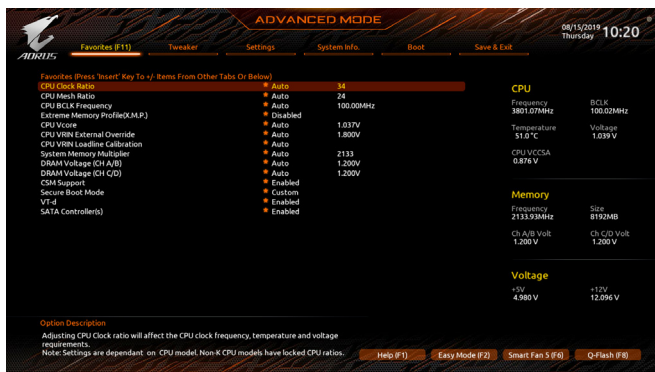 ADVANCED MODE
08/15/2019
Thursday
10:20
AORUS
Favorites (F11) Tweaker Settings System Info. Boot Save & Exit
Favorites (Press 'Insert' Key To +/- Items From Other Tabs Or Below)
CPU Clock Ratio Auto 34
CPU Mesh Ratio Auto 24
CPU BCLK Frequency Auto 100.00MHz
Extreme Memory Profile(X.M.P.) Disabled
CPU Vcore Auto 1.037V
CPU VRIN External Override Auto 1.800V
CPU VRIN Loadline Calibration Auto
System Memory Multiplier Auto 2133
DRAM Voltage (CH A/B) Auto 1.200V
DRAM Voltage (CH C/D) Auto 1.200V
CSM Support Enabled
Secure Boot Mode Custom
VT-d Enabled
SATA Controller(s) Enabled
CPU
Frequency BCLK
3801.07MHz 100.02MHz
Temperature Voltage
51.0 °C 1.039 V
CPU VCCSA
0.876 V
Memory
Frequency Size
2133.93MHz 8192MB
Ch A/B Volt Ch C/D Volt
1.200 V 1.200 V
Voltage
+5V +12V
4.980 V 12.096 V
Option Description
Adjusting CPU Clock ratio will affect the CPU clock frequency, temperature and voltage
requirements.
Note: Settings are dependant on CPU model. Non-K CPU models have locked CPU ratios.
Help (F1) Easy Mode (F2) Smart Fan 5 (F6) Q-Flash (F8)